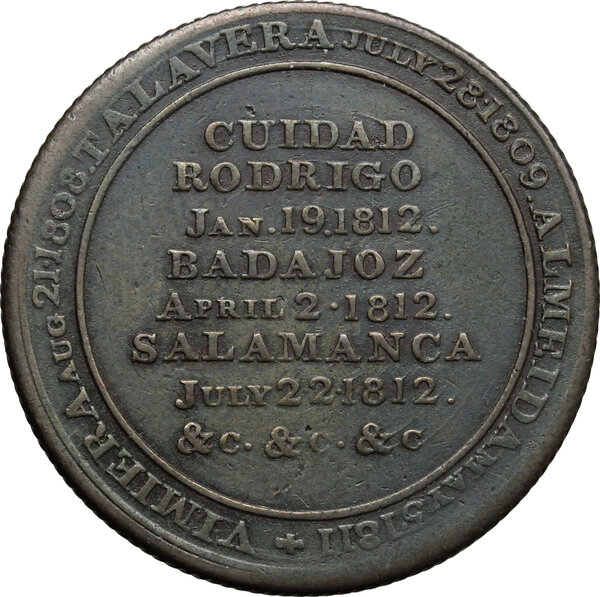 VIMIERA AUG 21·1808. TALAVERA JULY 28·1809. ALMEIDA MAY 5·1811 +
CUIDAD
RODRIGO
JAN. 19.1812.
BADAJOZ
APRIL 2·1812.
SALAMANCA
JULY 22·1812.
&C. &C. &C